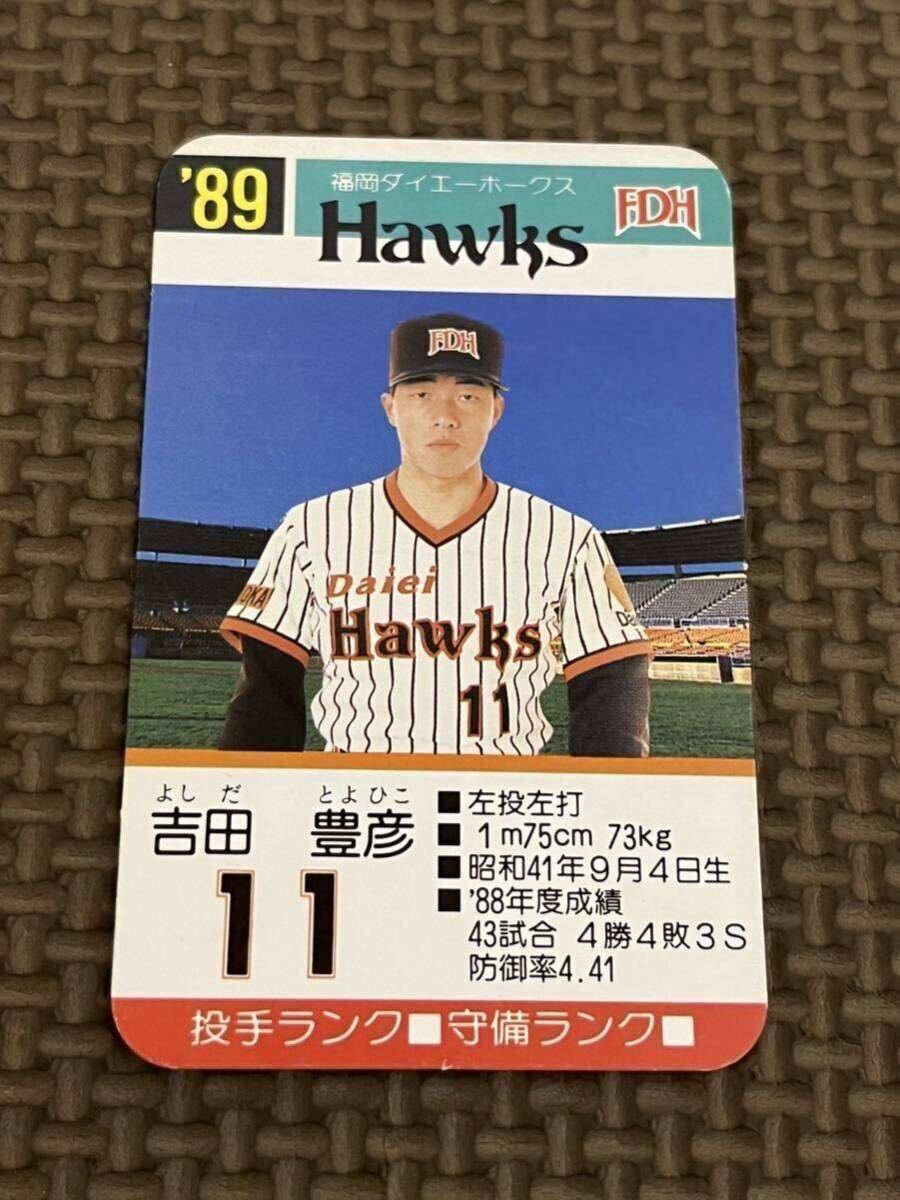 '89
福岡ダイエーホークス
Hawks
FDH
FDH
Daiei
Hawks
11
OKA
Da
よしだ とよひこ
吉田 豊彦
11
■左投左打
■1m75cm 73kg
■昭和41年9月4日生
■'88年度成績
43試合 4勝4敗3S
防御率4.41
投手ランク■守備ランク■